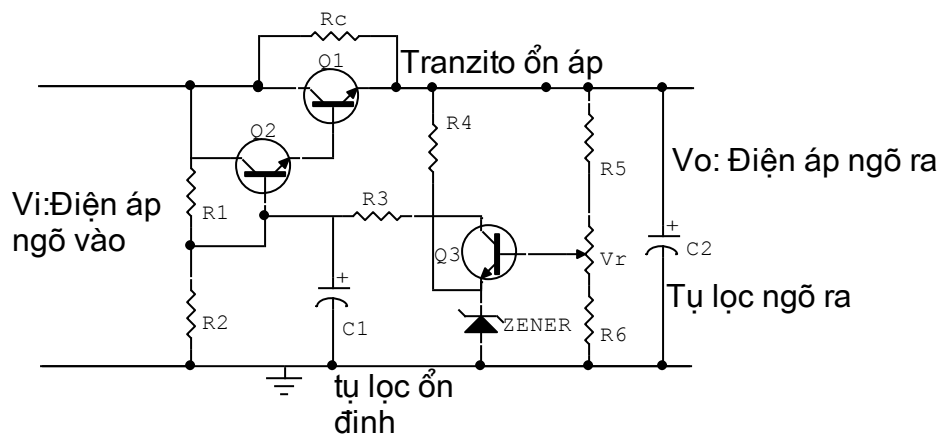 Rc
Q1
Tranzito ổn áp
R4
Q2
R5
Vo: Điện áp ngõ ra
Vi:Điện áp
ngõ vào
R1
R3
+
C2
Q3
Vr
Tụ lọc ngõ ra
+
R2
C1
ZENER
R6
tụ lọc ổn
đinh